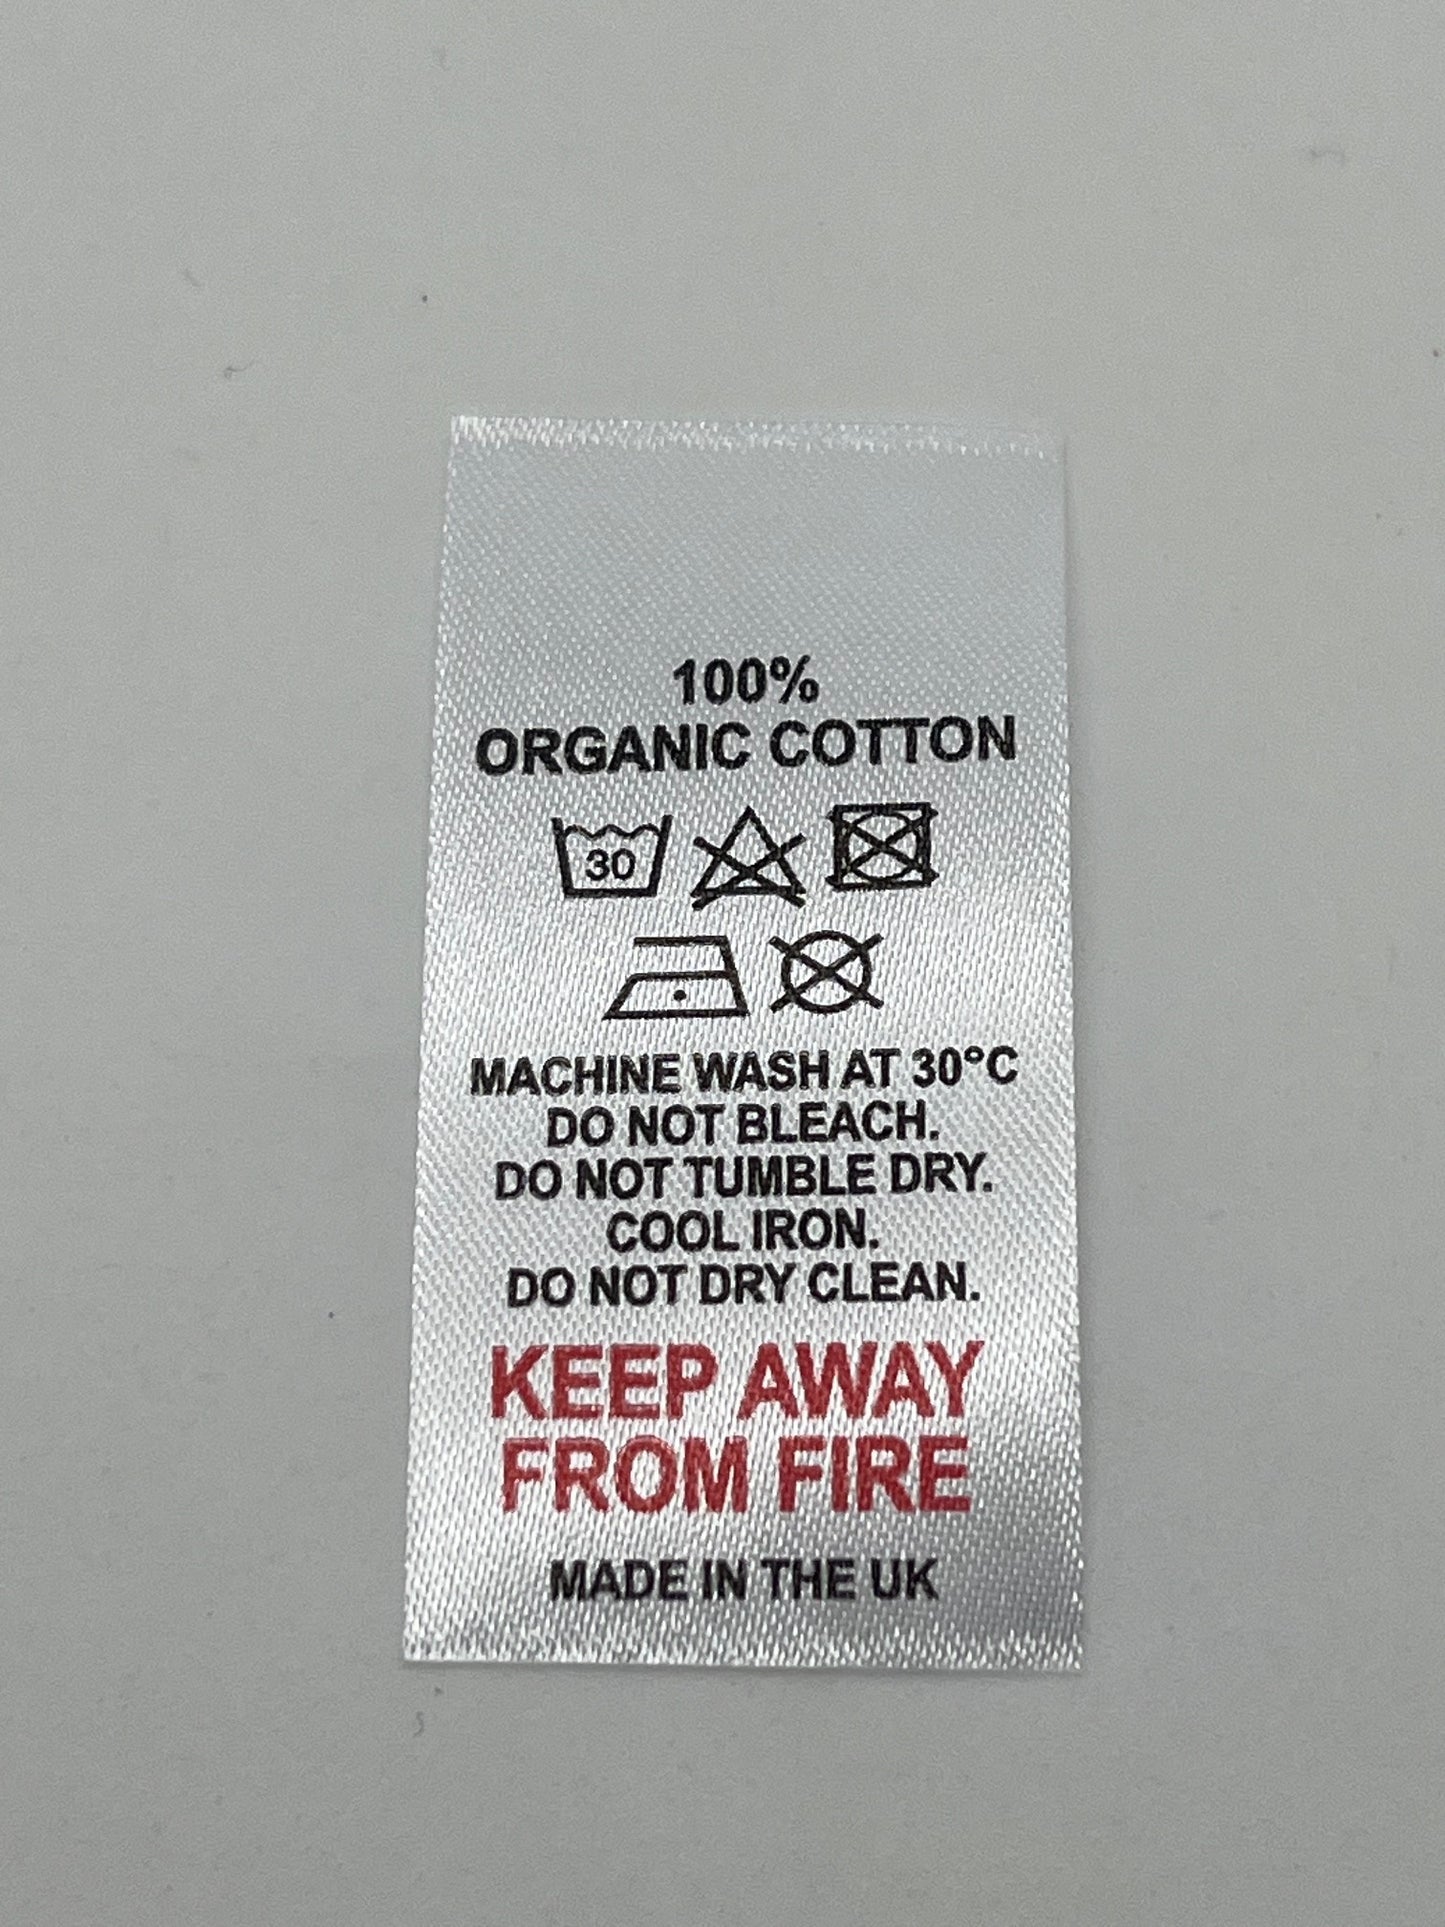 100%
ORGANIC COTTON
30
MACHINE WASH AT 30°C
DO NOT BLEACH.
DO NOT TUMBLE DRY.
COOL IRON.
DO NOT DRY CLEAN.
KEEP AWAY
FROM FIRE
MADE IN THE UK